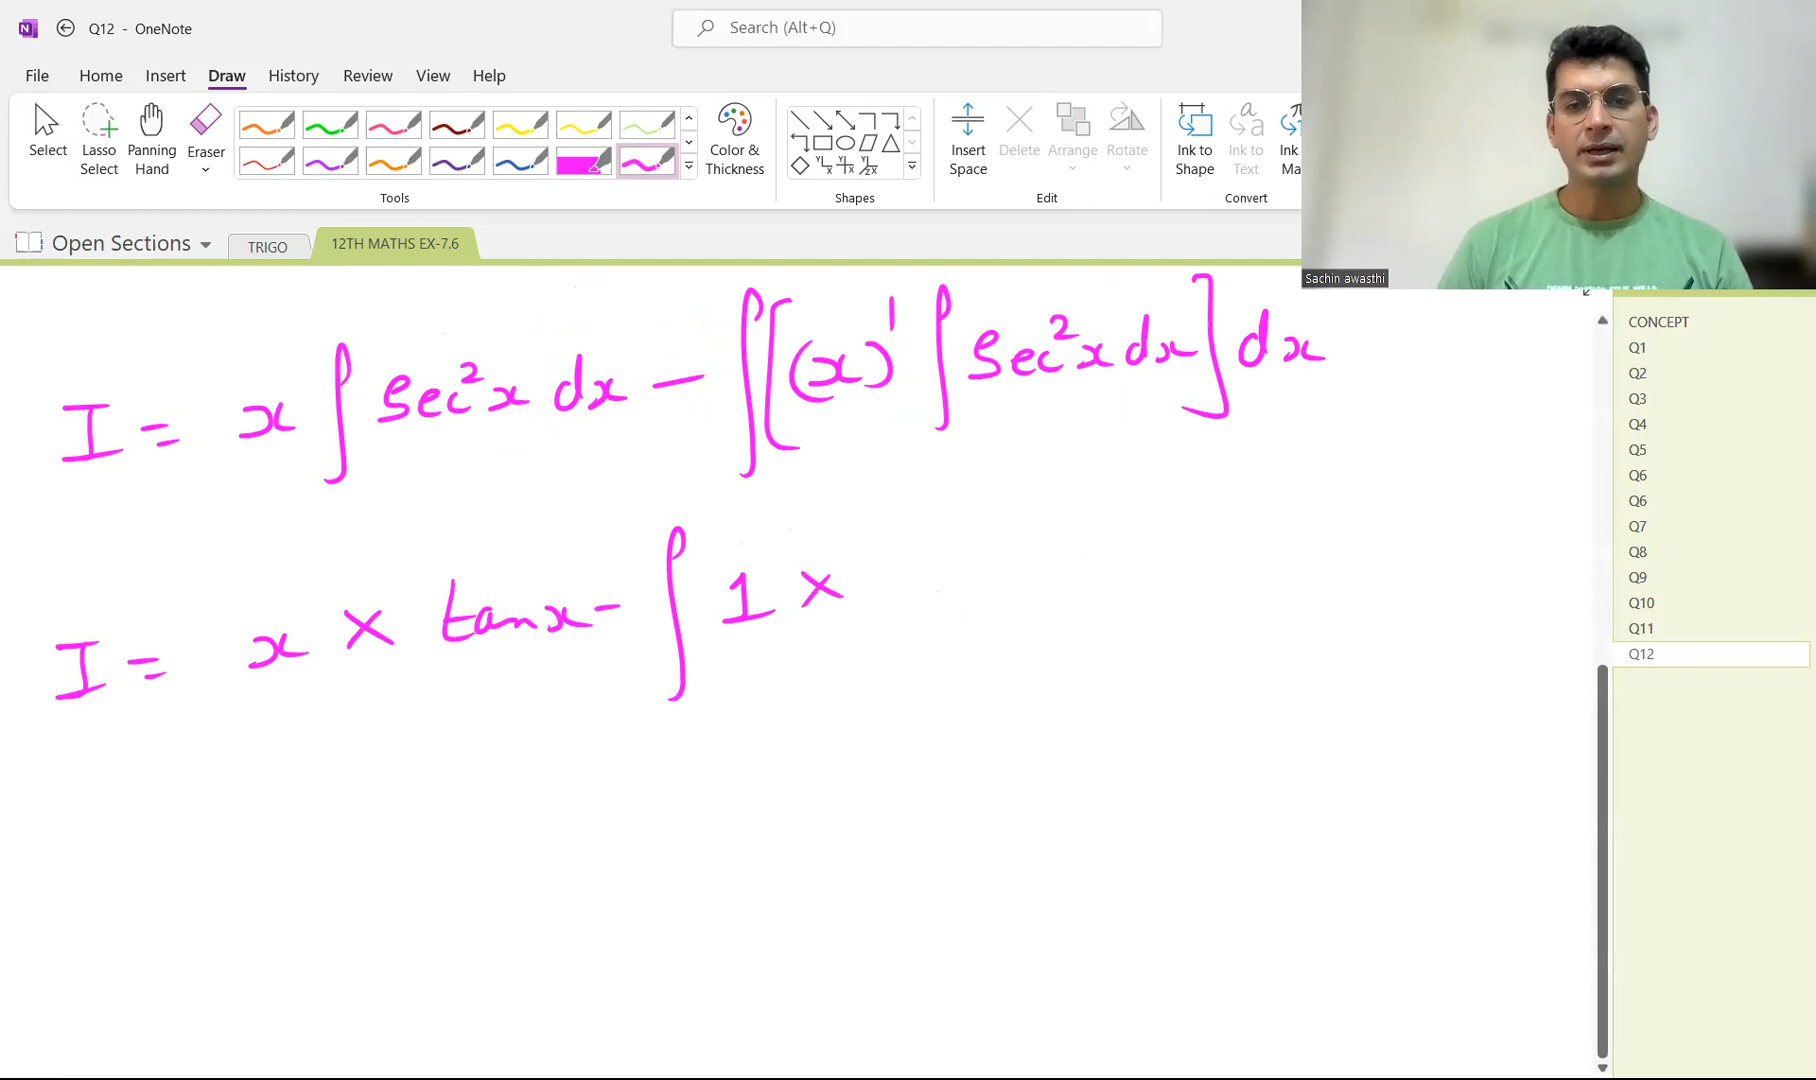 Q12 - OneNote
Search (Alt+Q)
File Home Insert Draw History Review View Help
Select
Lasso Select
Panning Hand
Eraser
Color & Thickness
Insert Space
Delete
Arrange
Rotate
Ink to Shape
Ink to Text
Ink Ma
Tools
Shapes
Edit
Convert
Open Sections
TRIGO
12TH MATHS EX-7.6
Sachin awasthi
I = x ∫ sec²x dx − ∫[(x)' ∫ sec²x dx] dx
I = x × tanx − ∫ 1 ×
CONCEPT
Q1
Q2
Q3
Q4
Q5
Q6
Q6
Q7
Q8
Q9
Q10
Q11
Q12